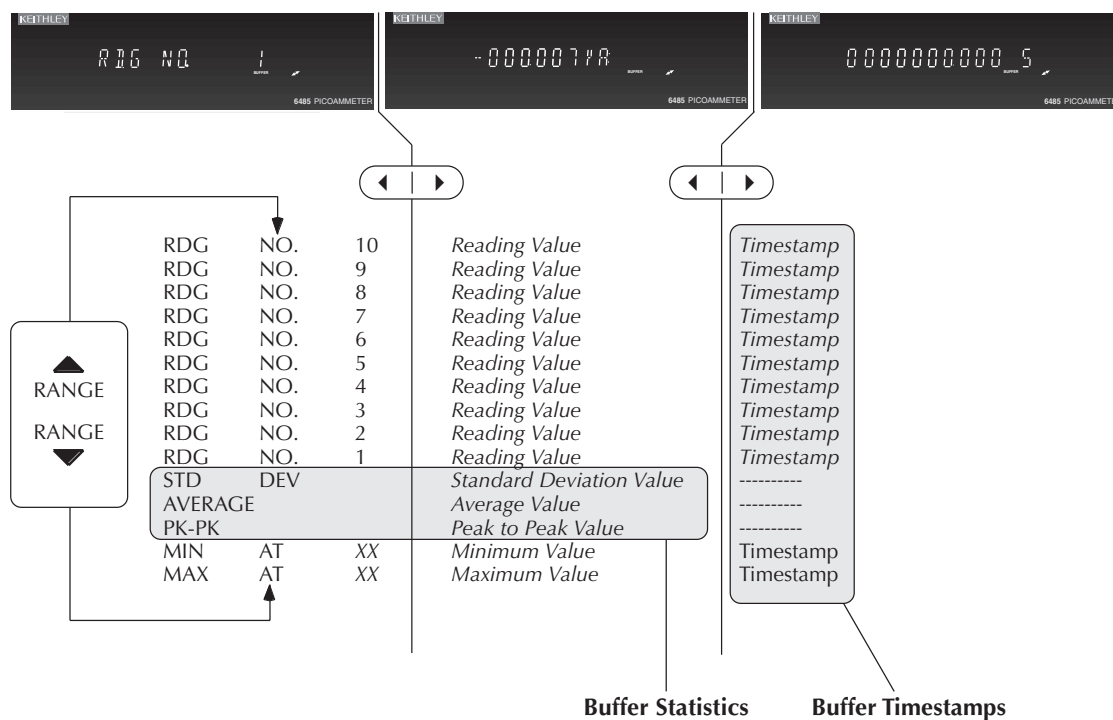 KEITHLEY
RDG NO. 1
BUFFER
6485 PICOAMMETER
KEITHLEY
-000.007µA
BUFFER
6485 PICOAMMETER
KEITHLEY
0000000.000 S
BUFFER
6485 PICOAMMETER
RANGE
RANGE
RDG NO. 10 Reading Value Timestamp
RDG NO. 9 Reading Value Timestamp
RDG NO. 8 Reading Value Timestamp
RDG NO. 7 Reading Value Timestamp
RDG NO. 6 Reading Value Timestamp
RDG NO. 5 Reading Value Timestamp
RDG NO. 4 Reading Value Timestamp
RDG NO. 3 Reading Value Timestamp
RDG NO. 2 Reading Value Timestamp
RDG NO. 1 Reading Value Timestamp
STD DEV Standard Deviation Value ----------
AVERAGE Average Value ----------
PK-PK Peak to Peak Value ----------
MIN AT XX Minimum Value Timestamp
MAX AT XX Maximum Value Timestamp
Buffer Statistics Buffer Timestamps